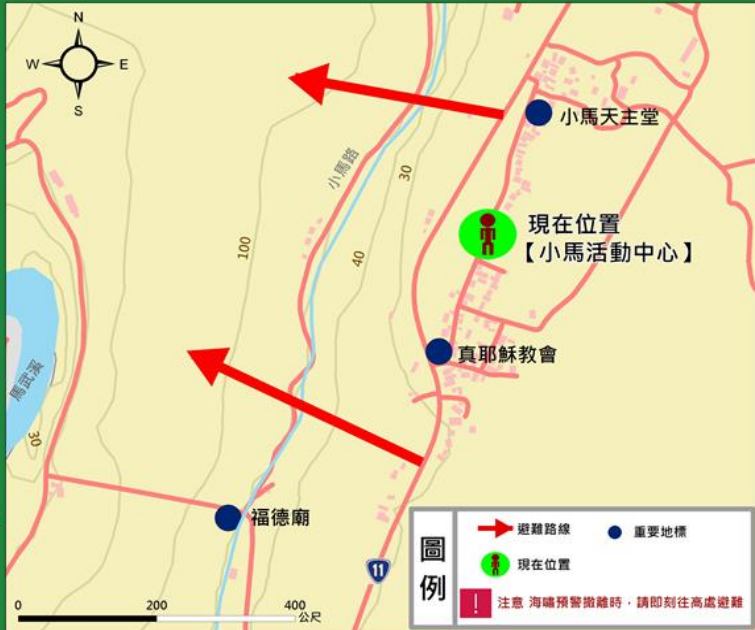 N
W E
S
小馬天主堂
小馬路
30
現在位置
【小馬活動中心】
100
40
真耶穌教會
馬武溪
30
福德廟
11
0 200 400
公尺
圖例
避難路線
重要地標
現在位置
! 注意 海嘯預警撤離時，請即刻往高處避難